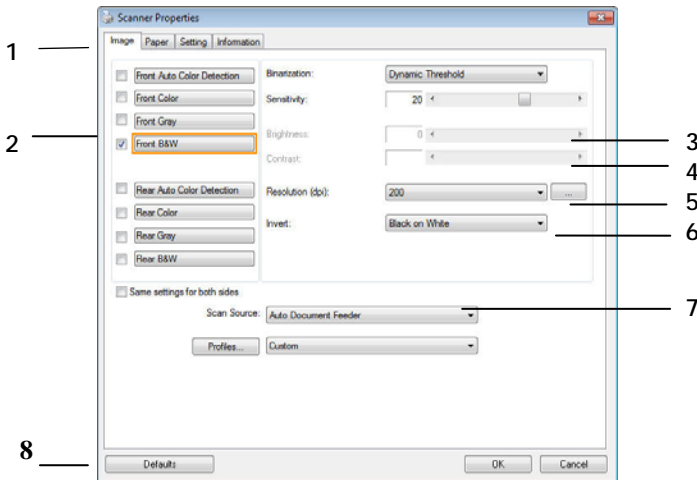 Scanner Properties
Image Paper Setting Information
1
Front Auto Color Detection Binarization: Dynamic Threshold
Front Color Sensitivity: 20
Front Gray
2 Front B&W Brightness: 0 3
Contrast: 4
Rear Auto Color Detection Resolution (dpi): 200 ... 5
Rear Color Invert: Black on White 6
Rear Gray
Rear B&W
Same settings for both sides
Scan Source: Auto Document Feeder 7
Profiles... Custom
8 Defaults OK Cancel